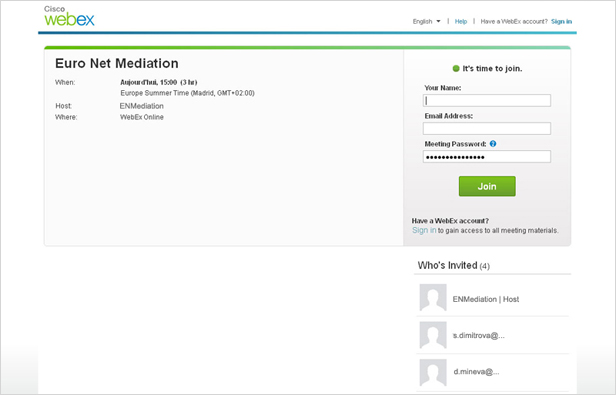 Cisco
webex
English | Help | Have a WebEx account? Sign in
Euro Net Mediation
When: Aujourd'hui, 15:00 (3 hr)
Europe Summer Time (Madrid, GMT+02:00)
Host: ENMediation
Where: WebEx Online
It's time to join.
Your Name:
Email Address:
Meeting Password: ?
•••••••••••••••
Join
Have a WebEx account?
Sign in to gain access to all meeting materials.
Who's Invited (4)
ENMediation | Host
s.dimitrova@...
d.mineva@...